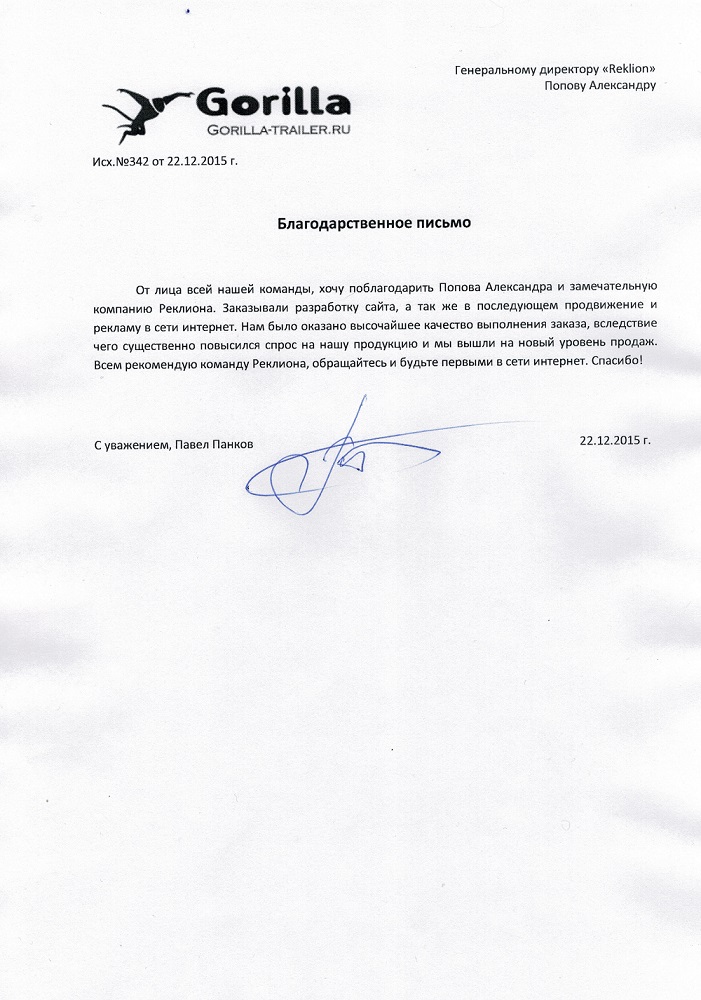 Генеральному директору «Reklion»
Попову Александру
Gorilla
GORILLA-TRAILER.RU
Исх.№342 от 22.12.2015 г.
Благодарственное письмо
От лица всей нашей команды, хочу поблагодарить Попова Александра и замечательную
компанию Реклиона. Заказывали разработку сайта, а так же в последующем продвижение и
рекламу в сети интернет. Нам было оказано высочайшее качество выполнения заказа, вследствие
чего существенно повысился спрос на нашу продукцию и мы вышли на новый уровень продаж.
Всем рекомендую команду Реклиона, обращайтесь и будьте первыми в сети интернет. Спасибо!
С уважением, Павел Панков
22.12.2015 г.